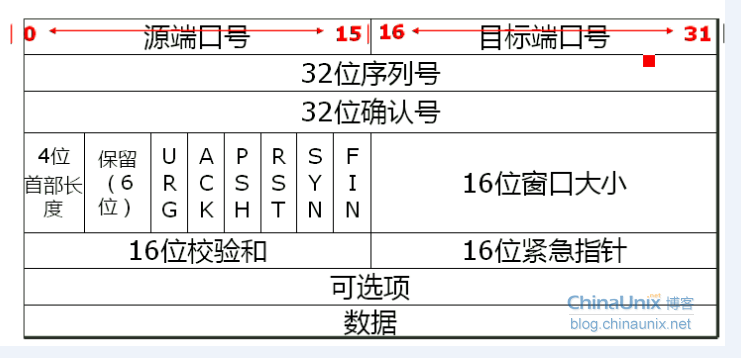 0 源端口号 15 16 目标端口号 31
32位序列号
32位确认号
4位首部长度 保留(6位) URG ACK PSH RST SYN FIN 16位窗口大小
16位校验和 16位紧急指针
可选项
数据
ChinaUnix 博客
blog.chinaunix.net